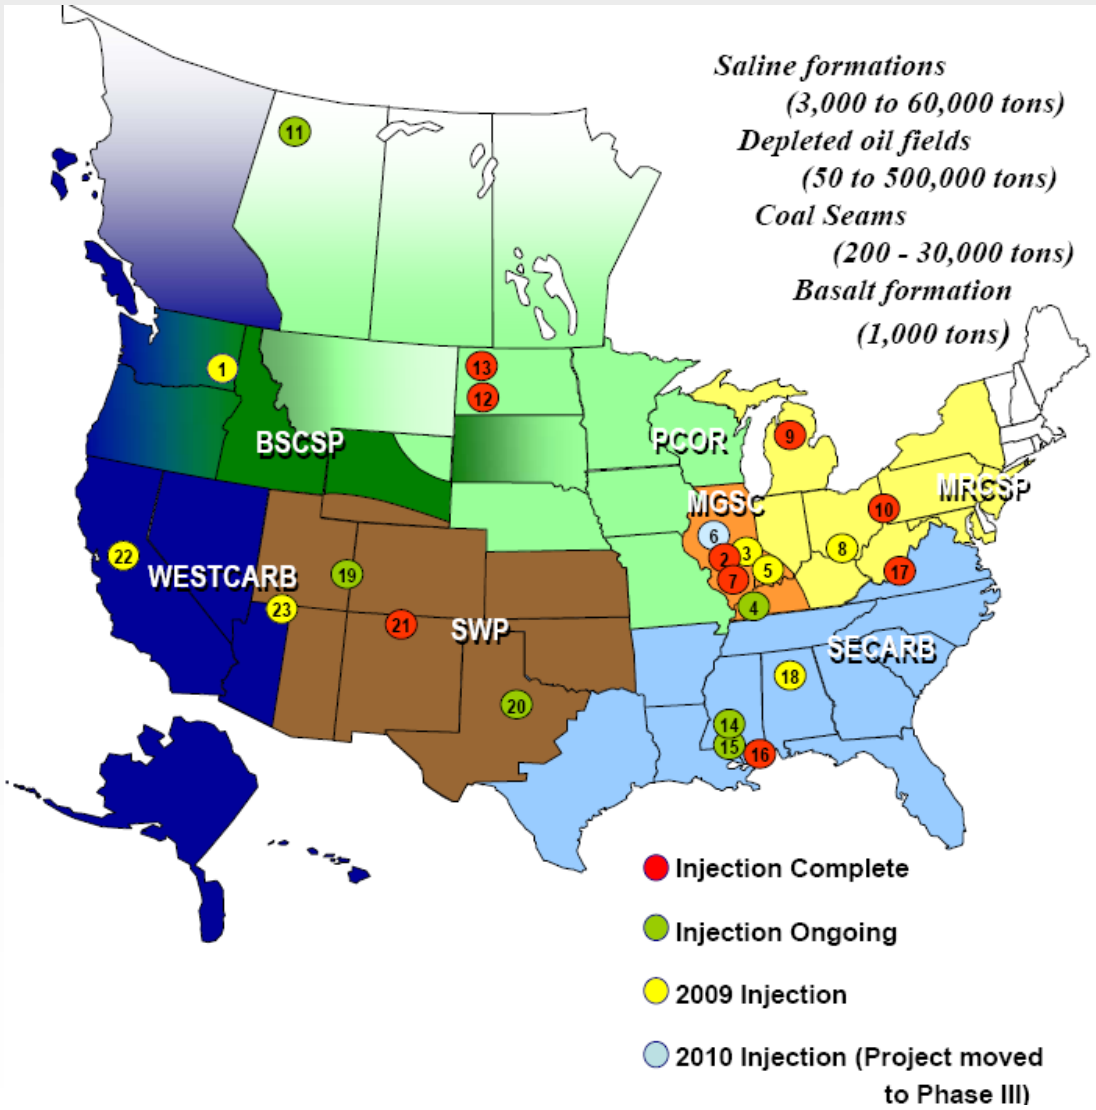 Saline formations
(3,000 to 60,000 tons)
Depleted oil fields
(50 to 500,000 tons)
Coal Seams
(200 - 30,000 tons)
Basalt formation
(1,000 tons)
11
1
13
12
BSCSP
PCOR
9
MRCSP
MGSC
10
6
22
WESTCARB
19
2
3
8
5
7
17
4
23
21
SWP
SECARB
18
20
14
15
16
Injection Complete
Injection Ongoing
2009 Injection
2010 Injection (Project moved
to Phase III)